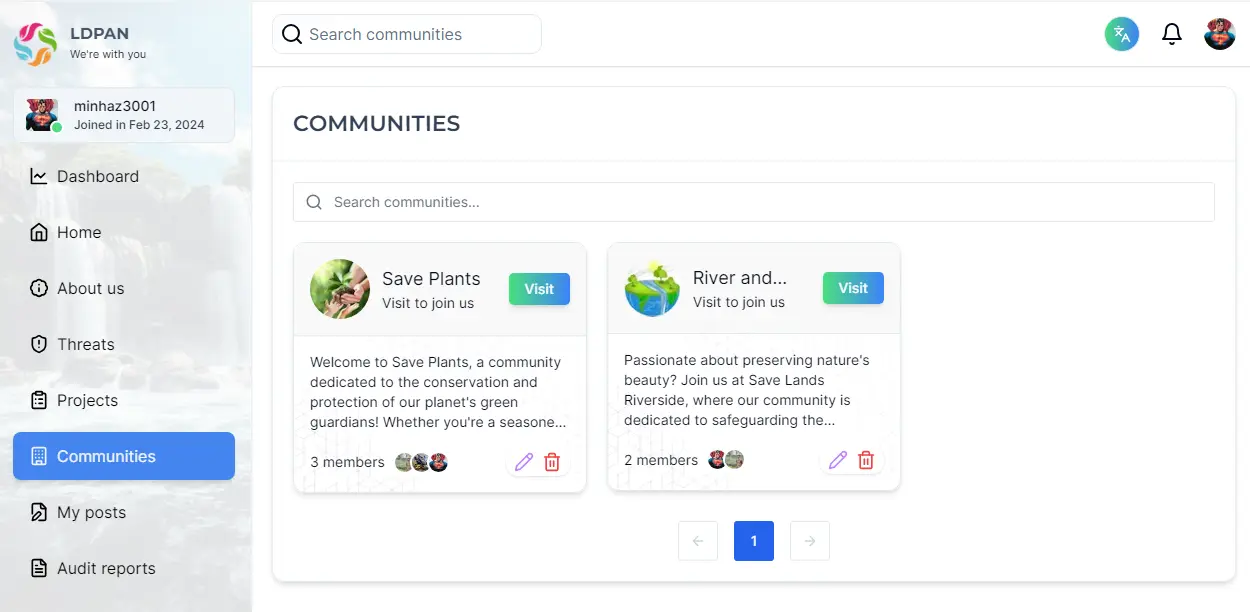 LDPAN
We're with you
minhaz3001
Joined in Feb 23, 2024
Dashboard
Home
About us
Threats
Projects
Communities
My posts
Audit reports
Search communities
COMMUNITIES
Search communities...
Save Plants
Visit to join us
Visit
Welcome to Save Plants, a community
dedicated to the conservation and
protection of our planet's green
guardians! Whether you're a seasone...
3 members
River and...
Visit to join us
Visit
Passionate about preserving nature's
beauty? Join us at Save Lands
Riverside, where our community is
dedicated to safeguarding the...
2 members
1